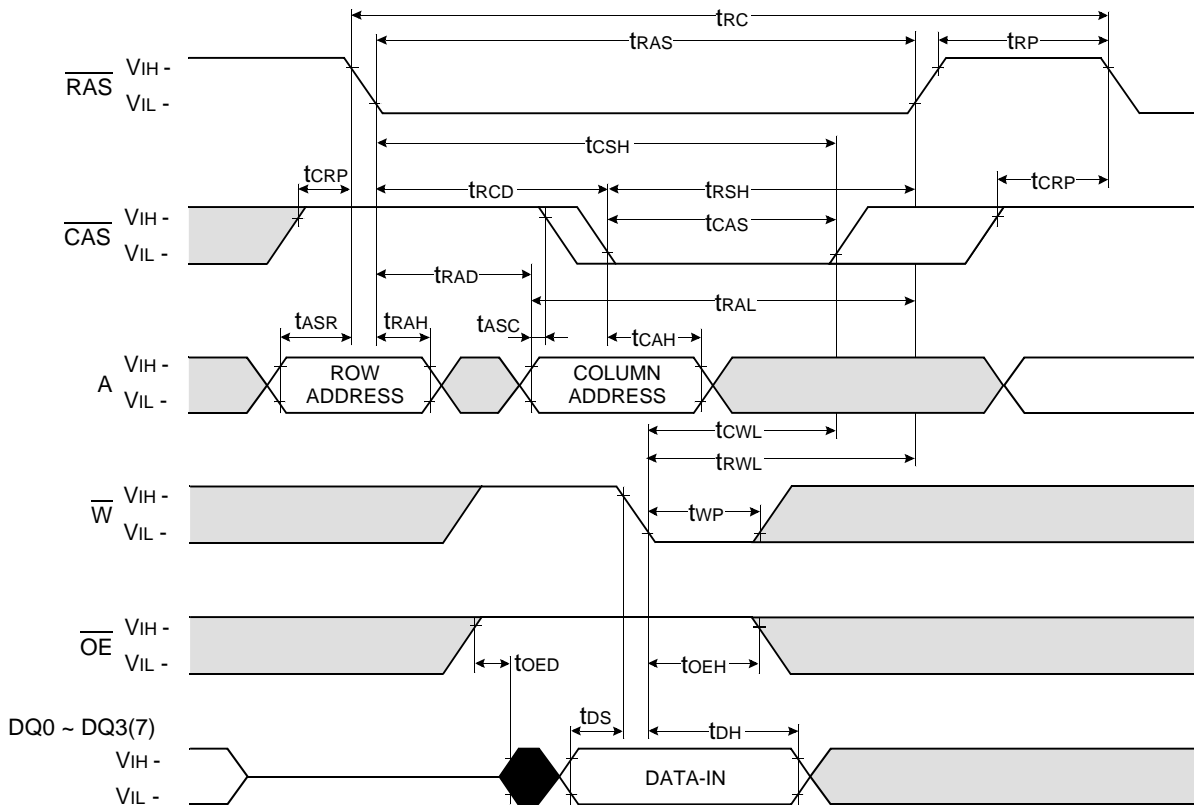 tRC
tRAS
tRP
RAS
VIH -
VIL -
tCSH
tCRP
tRCD
tRSH
tCRP
CAS
VIH -
VIL -
tCAS
tRAD
tRAL
tASR
tRAH
tASC
tCAH
A
VIH -
VIL -
ROW
ADDRESS
COLUMN
ADDRESS
tCWL
tRWL
W
VIH -
VIL -
tWP
OE
VIH -
VIL -
tOED
tOEH
DQ0 ~ DQ3(7)
tDS
tDH
VIH -
VIL -
DATA-IN